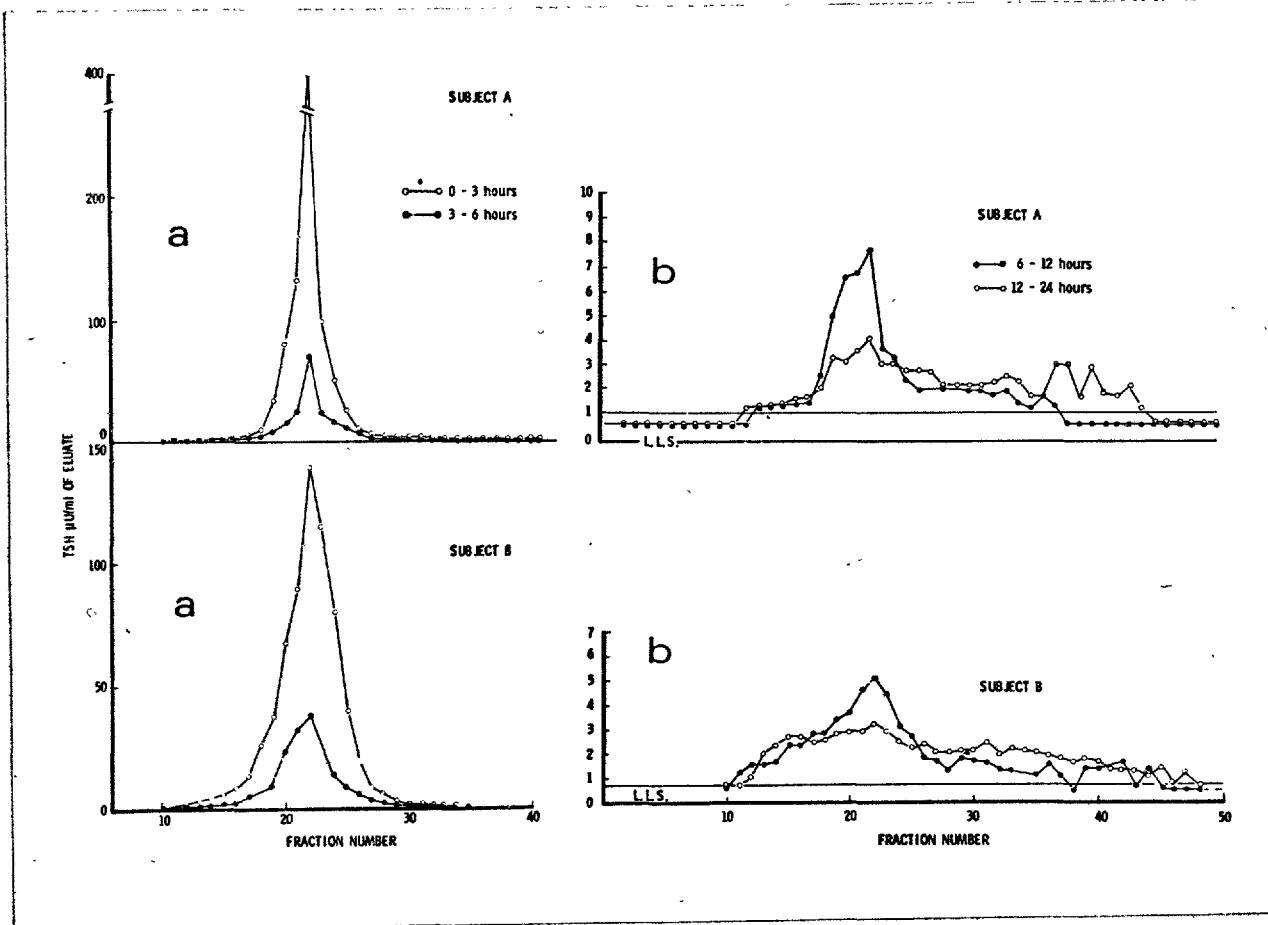 400
SUBJECT A
0 - 3 hours
3 - 6 hours
200
a
100
0
150
TSH µU/ml OF ELUATE
SUBJECT B
100
a
50
0
10 20 30 40
FRACTION NUMBER
10
9
8
7
6
5
4
3
2
1
0
SUBJECT A
b
6 - 12 hours
12 - 24 hours
L.L.S.
7
6
5
4
3
2
1
0
b
SUBJECT B
L.L.S.
10 20 30 40 50
FRACTION NUMBER